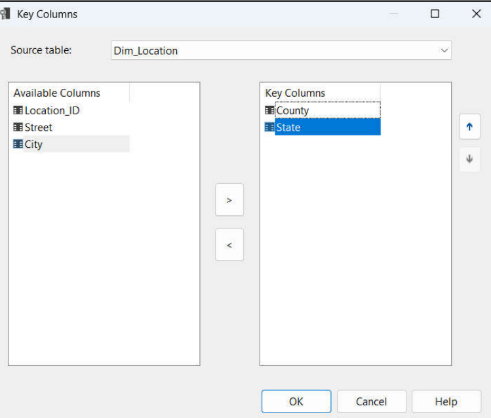 Key Columns
Source table: Dim_Location
Available Columns
Location_ID
Street
City
>
<
Key Columns
County
State
OK Cancel Help